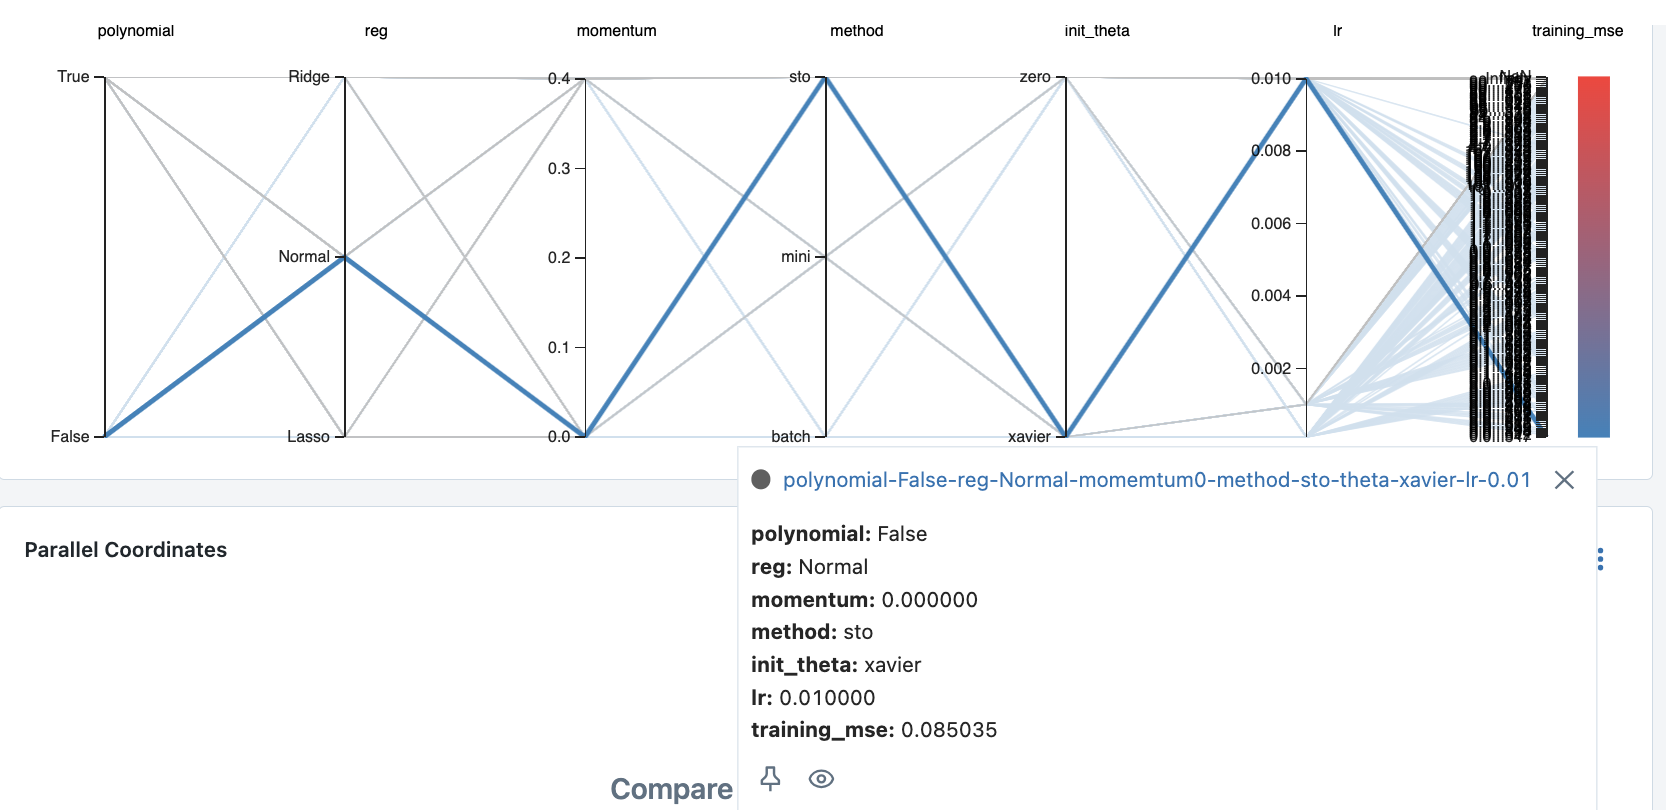 polynomial reg momentum method init_theta lr training_mse
True Ridge 0.4 sto zero 0.010
0.008
0.3
0.006
Normal 0.2 mini
0.004
0.1
0.002
False Lasso 0.0 batch xavier
polynomial-False-reg-Normal-momemtum0-method-sto-theta-xavier-lr-0.01
polynomial: False
Parallel Coordinates
reg: Normal
momentum: 0.000000
method: sto
init_theta: xavier
lr: 0.010000
training_mse: 0.085035
Compare